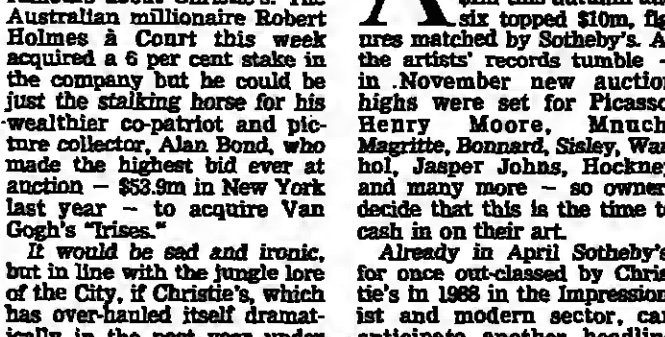 Australian millionaire Robert
Holmes à Court this week
acquired a 6 per cent stake in
the company but he could be
just the stalking horse for his
wealthier co-patriot and pic-
ture collector, Alan Bond, who
made the highest bid ever at
auction — $53.9m in New York
last year — to acquire Van
Gogh's "Irises."
It would be sad and ironic,
but in line with the jungle lore
of the City, if Christie's, which
has over-hauled itself dramat-
ically in the past year under
A
six topped $10m, fig
ures matched by Sotheby's. A
the artists' records tumble —
in November new auction
highs were set for Picasso
Henry Moore, Munch
Magritte, Bonnard, Sisley, War
hol, Jasper Johns, Hockney
and many more — so owners
decide that this is the time t
cash in on their art.
Already in April Sotheby's
for once out-classed by Chris
tie's in 1988 in the Impression
ist and modern sector, can
anticipate another headlin